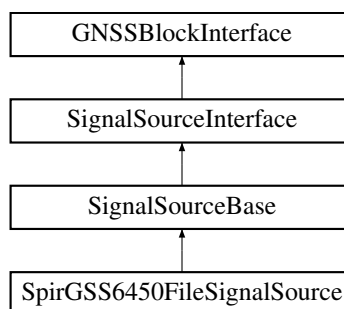 GNSSBlockInterface
SignalSourceInterface
SignalSourceBase
SpirGSS6450FileSignalSource